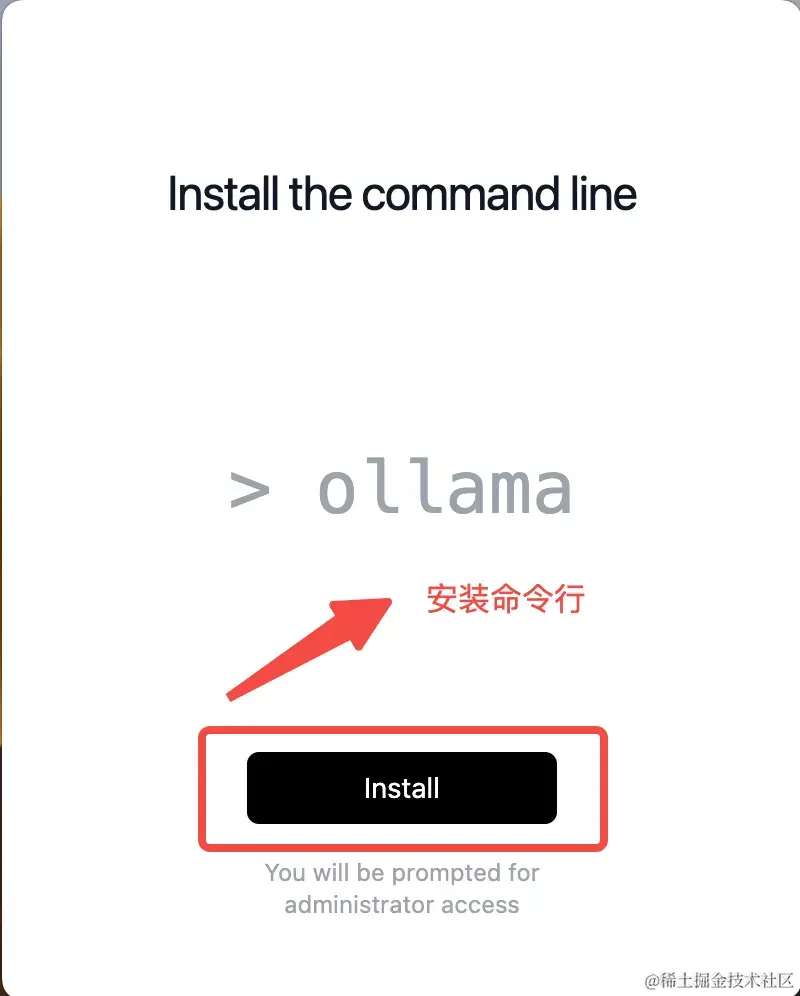 Install the command line
> ollama
安装命令行
Install
You will be prompted for
administrator access
@稀土掘金技术社区